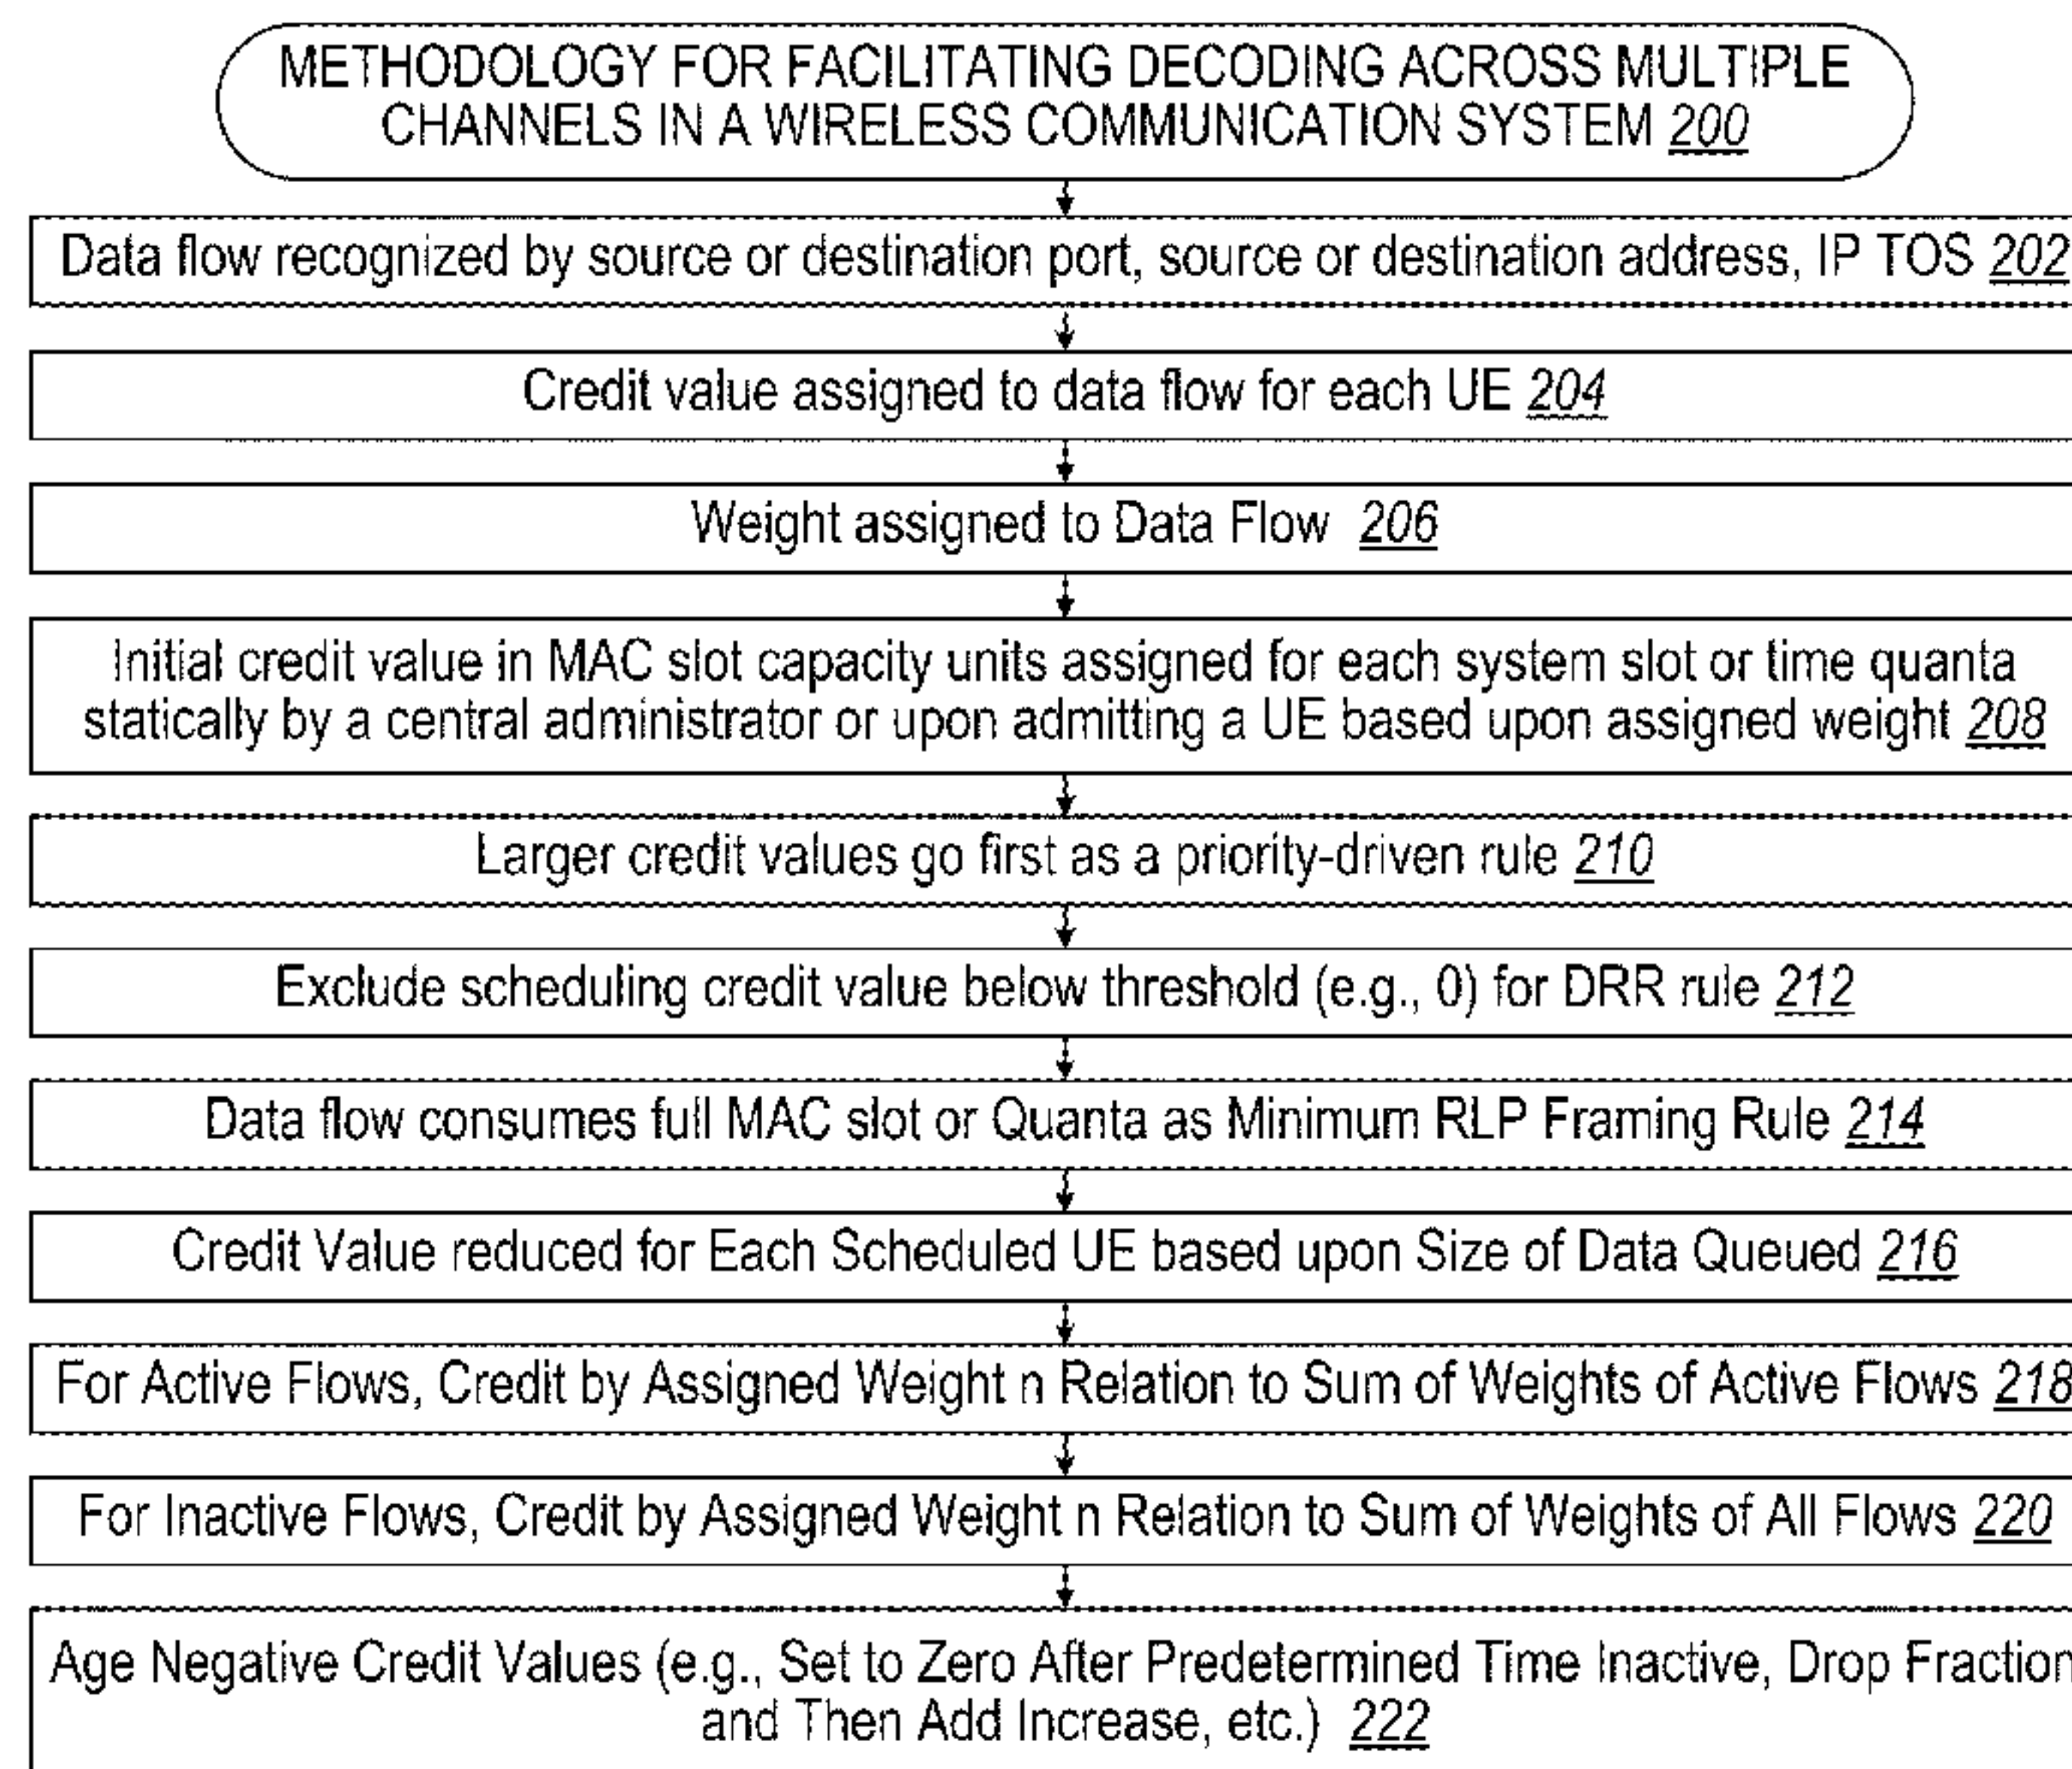 METHODOLOGY FOR FACILITATING DECODING ACROSS MULTIPLE
CHANNELS IN A WIRELESS COMMUNICATION SYSTEM 200
Data flow recognized by source or destination port, source or destination address, IP TOS 202
Credit value assigned to data flow for each UE 204
Weight assigned to Data Flow 206
Initial credit value in MAC slot capacity units assigned for each system slot or time quanta
statically by a central administrator or upon admitting a UE based upon assigned weight 208
Larger credit values go first as a priority-driven rule 210
Exclude scheduling credit value below threshold (e.g., 0) for DRR rule 212
Data flow consumes full MAC slot or Quanta as Minimum RLP Framing Rule 214
Credit Value reduced for Each Scheduled UE based upon Size of Data Queued 216
For Active Flows, Credit by Assigned Weight n Relation to Sum of Weights of Active Flows 218
For Inactive Flows, Credit by Assigned Weight n Relation to Sum of Weights of All Flows 220
Age Negative Credit Values (e.g., Set to Zero After Predetermined Time Inactive, Drop Fraction
and Then Add Increase, etc.) 222